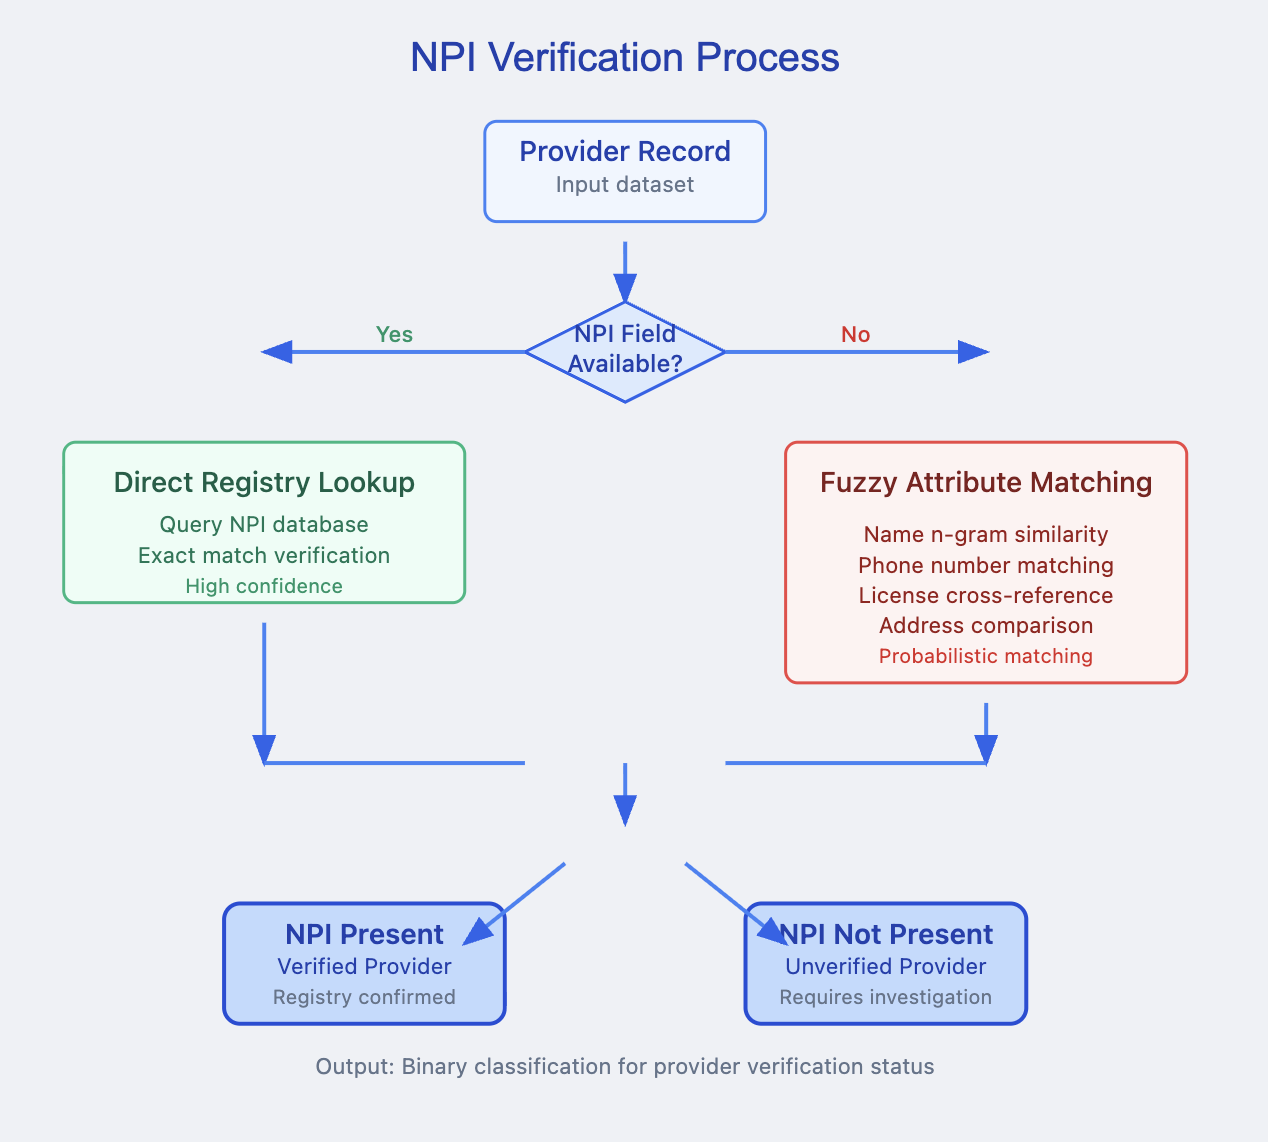 NPI Verification Process
Provider Record
Input dataset
NPI Field
Available?
Yes
No
Direct Registry Lookup
Query NPI database
Exact match verification
High confidence
Fuzzy Attribute Matching
Name n-gram similarity
Phone number matching
License cross-reference
Address comparison
Probabilistic matching
NPI Present
Verified Provider
Registry confirmed
NPI Not Present
Unverified Provider
Requires investigation
Output: Binary classification for provider verification status